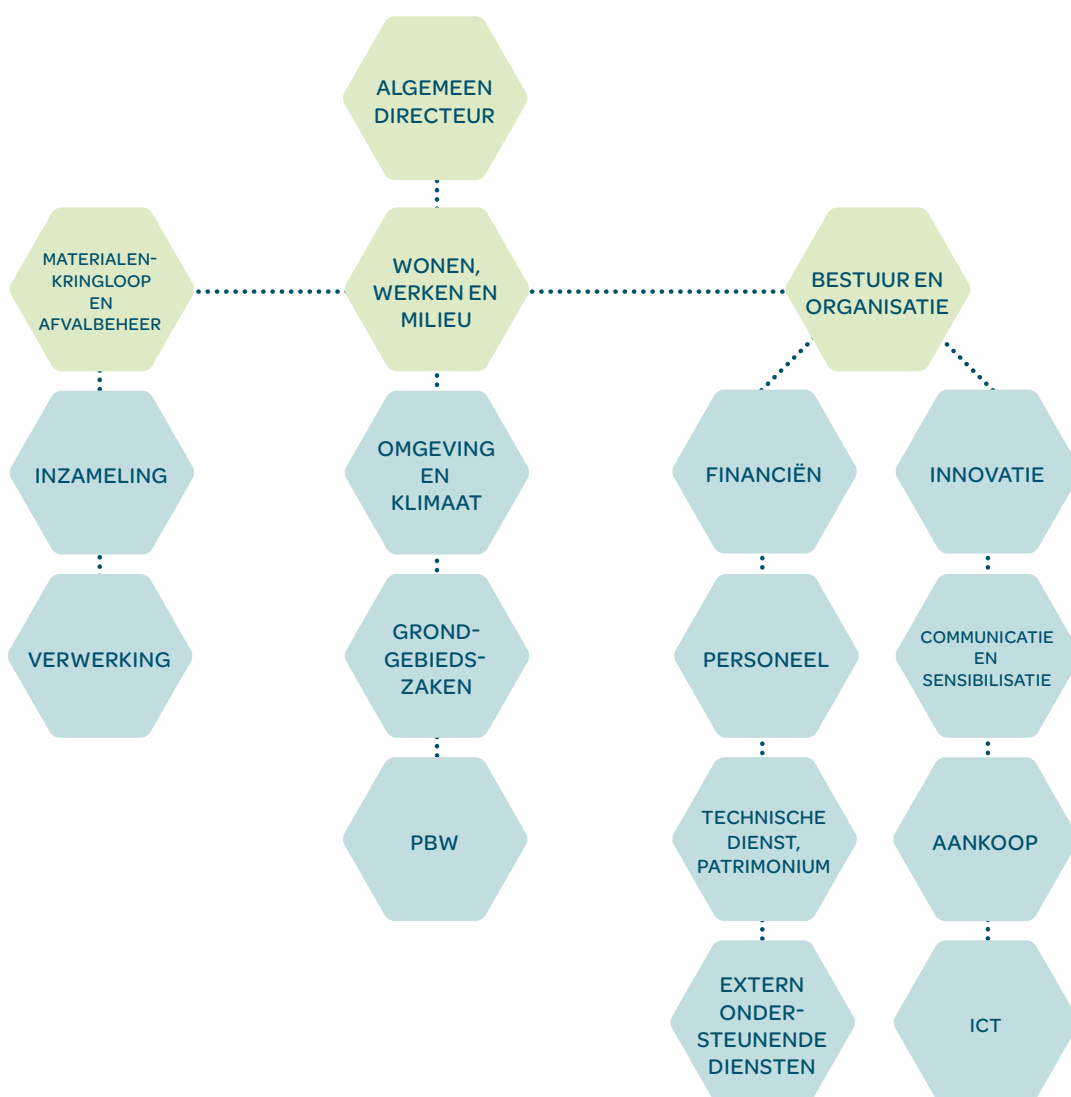 ALGEMEEN
DIRECTEUR
MATERIALEN-
KRINGLOOP
EN
AFVALBEHEER
WONEN,
WERKEN EN
MILIEU
BESTUUR EN
ORGANISATIE
INZAMELING
OMGEVING
EN
KLIMAAT
FINANCIËN
INNOVATIE
VERWERKING
GROND-
GEBIEDS-
ZAKEN
PERSONEEL
COMMUNICATIE
EN
SENSIBILISATIE
PBW
TECHNISCHE
DIENST,
PATRIMONIUM
AANKOOP
EXTERN
ONDER-
STEUNENDE
DIENSTEN
ICT